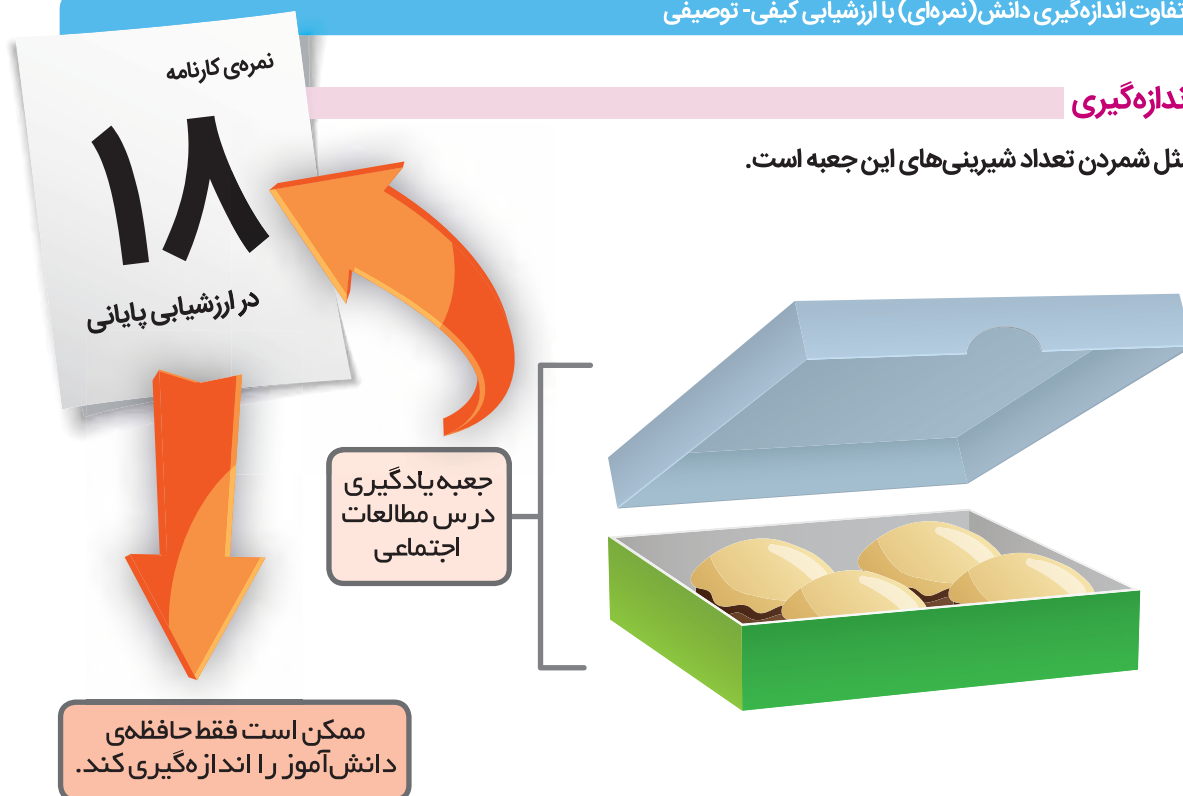 تفاوت اندازه‌گیری دانش(نمره‌ای) با ارزشیابی کیفی- توصیفی
ندازه‌گیری
ثل شمردن تعداد شیرینی‌های این جعبه است.
نمره‌ی کارنامه
۱۸
در ارزشیابی پایانی
جعبه یادگیری
درس مطالعات
اجتماعی
ممکن است فقط حافظه‌ی
دانش‌آموز را اندازه‌گیری کند.